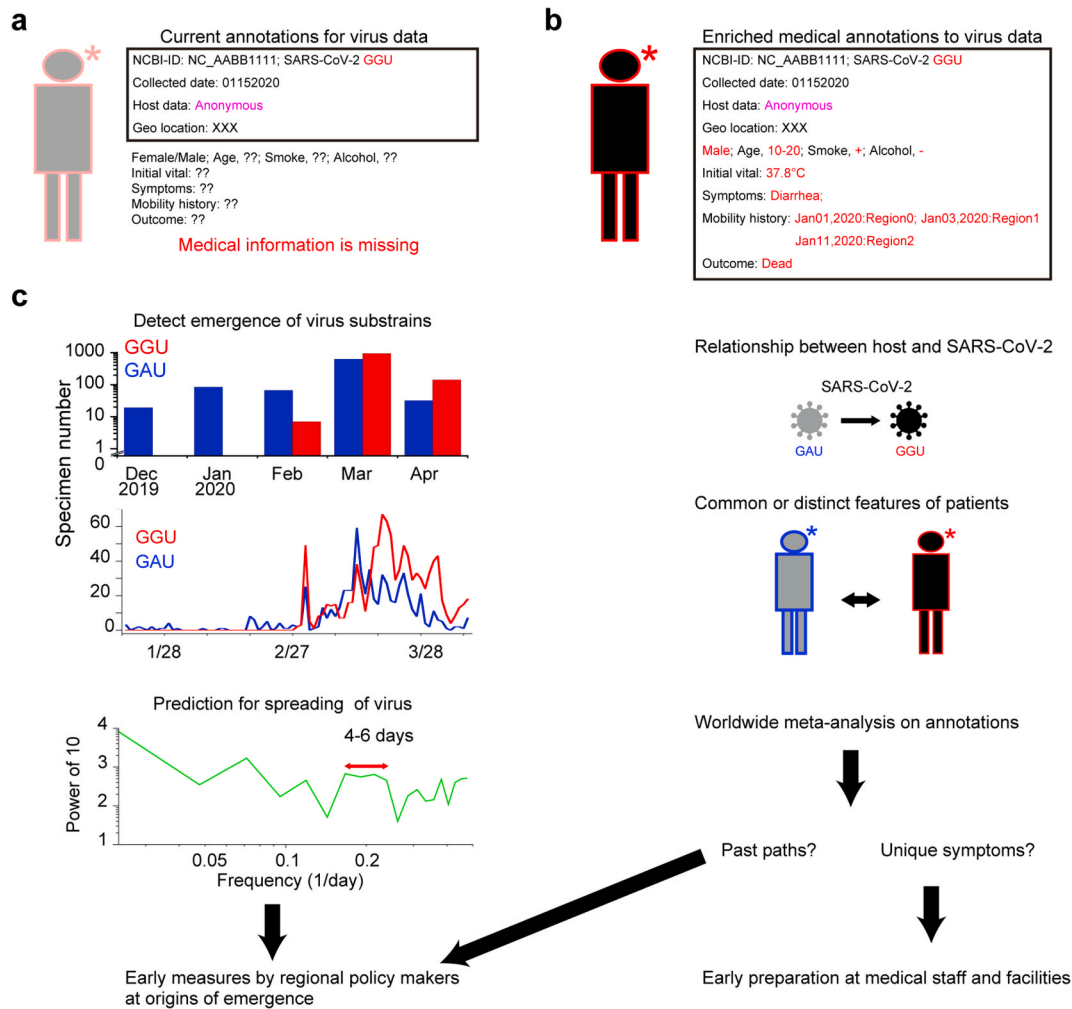 a
Current annotations for virus data
*
NCBI-ID: NC_AABB1111; SARS-CoV-2 GGU
Collected date: 01152020
Host data: Anonymous
Geo location: XXX
Female/Male; Age, ??; Smoke, ??; Alcohol, ??
Initial vital: ??
Symptoms: ??
Mobility history: ??
Outcome: ??
Medical information is missing
b
Enriched medical annotations to virus data
*
NCBI-ID: NC_AABB1111; SARS-CoV-2 GGU
Collected date: 01152020
Host data: Anonymous
Geo location: XXX
Male; Age, 10-20; Smoke, +; Alcohol, -
Initial vital: 37.8°C
Symptoms: Diarrhea;
Mobility history: Jan01,2020:Region0; Jan03,2020:Region1
Jan11,2020:Region2
Outcome: Dead
c
Detect emergence of virus substrains
GGU
GAU
Specimen number
1000
100
10
1
0
Dec
2019
Jan
2020
Feb
Mar
Apr
GGU
GAU
60
40
20
0
1/28
2/27
3/28
Prediction for spreading of virus
4-6 days
Power of 10
4
3
2
1
0.05
0.1
0.2
Frequency (1/day)
Early measures by regional policy makers
at origins of emergence
Relationship between host and SARS-CoV-2
SARS-CoV-2
GAU
GGU
Common or distinct features of patients
*
*
Worldwide meta-analysis on annotations
Past paths?
Unique symptoms?
Early preparation at medical staff and facilities